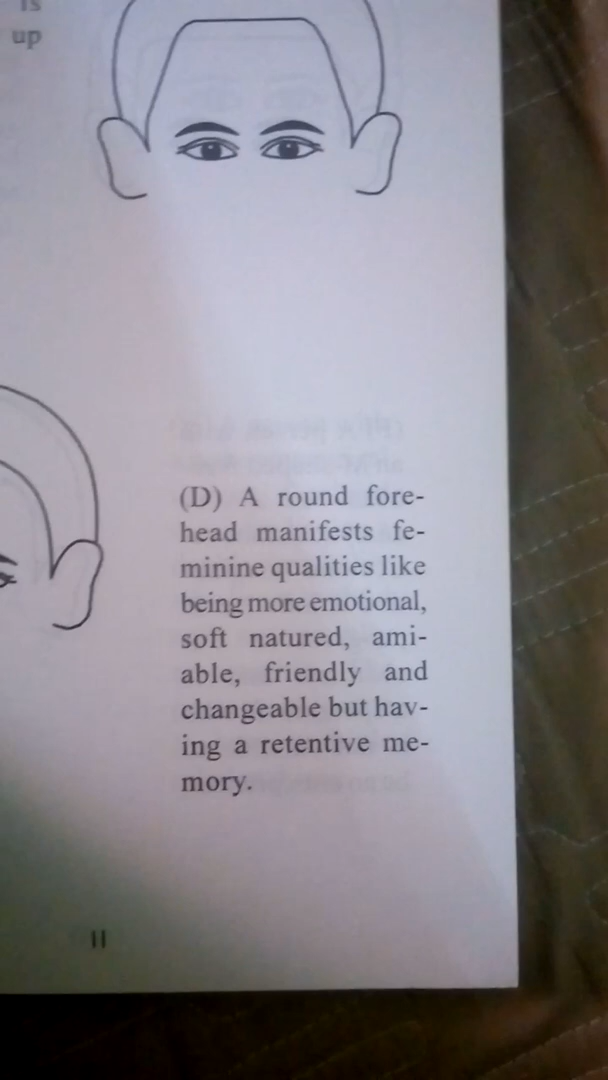 is
up
(D) A round fore-
head manifests fe-
minine qualities like
being more emotional,
soft natured, ami-
able, friendly and
changeable but hav-
ing a retentive me-
mory.
11